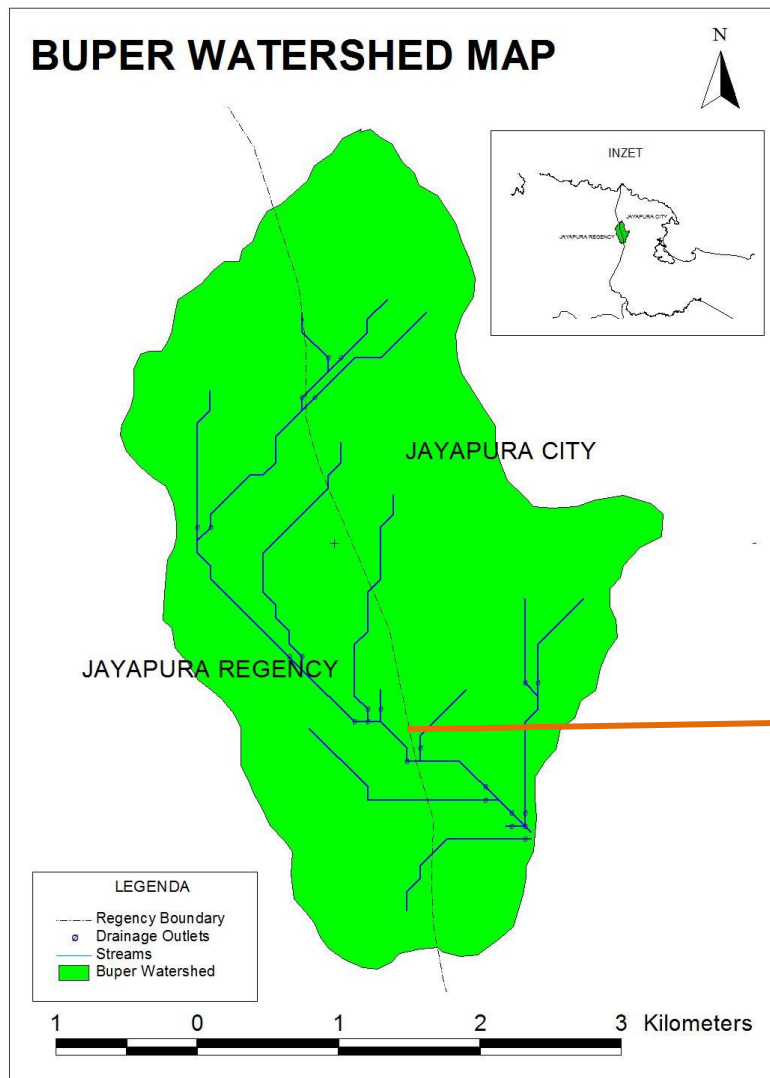 BUPER WATERSHED MAP
N
INZET
JAYAPURA CITY
JAYAPURA REGENCY
JAYAPURA CITY
JAYAPURA REGENCY
LEGENDA
Regency Boundary
Drainage Outlets
Streams
Buper Watershed
1 0 1 2 3 Kilometers